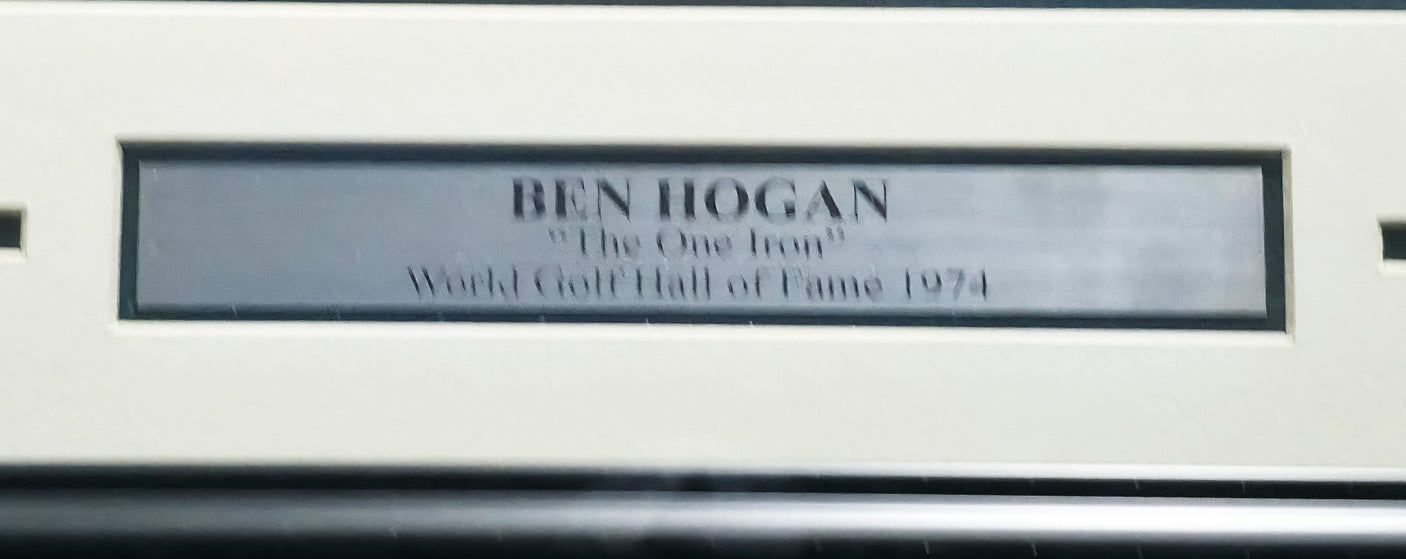 BEN HOGAN
"The One Iron"
World Golf Hall of Fame 1974